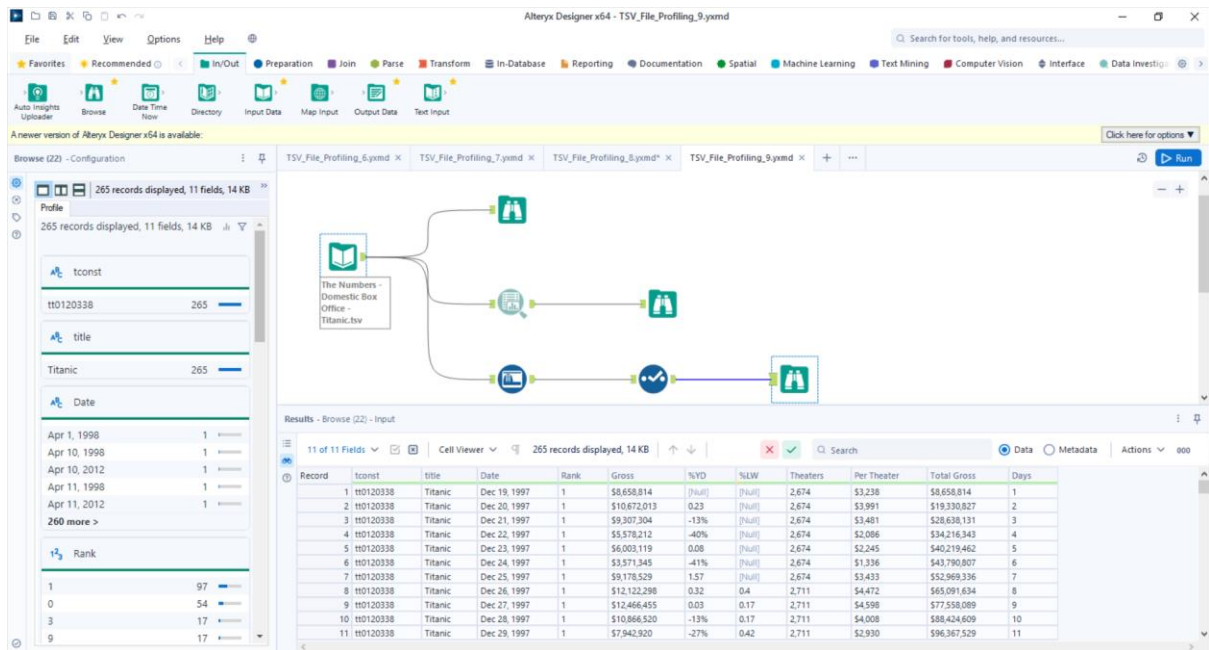 Alteryx Designer x64 - TSV_File_Profiling_9.yxmd
File Edit View Options Help
Search for tools, help, and resources...
Favorites Recommended In/Out Preparation Join Parse Transform In-Database Reporting Documentation Spatial Machine Learning Text Mining Computer Vision Interface Data Investiga
Auto Insights Uploader Browse Date Time Now Directory Input Data Map Input Output Data Text Input
A newer version of Alteryx Designer x64 is available:
Click here for options ▼
Browse (22) - Configuration
TSV_File_Profiling_6.yxmd × TSV_File_Profiling_7.yxmd × TSV_File_Profiling_8.yxmd* × TSV_File_Profiling_9.yxmd × + ...
Run
265 records displayed, 11 fields, 14 KB »
Profile
265 records displayed, 11 fields, 14 KB
ABC tconst
tt0120338 265
ABC title
Titanic 265
ABC Date
Apr 1, 1998 1
Apr 10, 1998 1
Apr 10, 2012 1
Apr 11, 1998 1
Apr 11, 2012 1
260 more >
123 Rank
1 97
0 54
3 17
9 17
The Numbers -
Domestic Box
Office -
Titanic.tsv
Results - Browse (22) - Input
11 of 11 Fields Cell Viewer 265 records displayed, 14 KB Search Data Metadata Actions 000
Record tconst title Date Rank Gross %YD %LW Theaters Per Theater Total Gross Days
1 tt0120338 Titanic Dec 19, 1997 1 $8,658,814 [Null] [Null] 2,674 $3,238 $8,658,814 1
2 tt0120338 Titanic Dec 20, 1997 1 $10,672,013 0.23 [Null] 2,674 $3,991 $19,330,827 2
3 tt0120338 Titanic Dec 21, 1997 1 $9,307,304 -13% [Null] 2,674 $3,481 $28,638,131 3
4 tt0120338 Titanic Dec 22, 1997 1 $5,578,212 -40% [Null] 2,674 $2,086 $34,216,343 4
5 tt0120338 Titanic Dec 23, 1997 1 $6,003,119 0.08 [Null] 2,674 $2,245 $40,219,462 5
6 tt0120338 Titanic Dec 24, 1997 1 $3,571,345 -41% [Null] 2,674 $1,336 $43,790,807 6
7 tt0120338 Titanic Dec 25, 1997 1 $9,178,529 1.57 [Null] 2,674 $3,433 $52,969,336 7
8 tt0120338 Titanic Dec 26, 1997 1 $12,122,298 0.32 0.4 2,711 $4,472 $65,091,634 8
9 tt0120338 Titanic Dec 27, 1997 1 $12,466,455 0.03 0.17 2,711 $4,598 $77,558,089 9
10 tt0120338 Titanic Dec 28, 1997 1 $10,866,520 -13% 0.17 2,711 $4,008 $88,424,609 10
11 tt0120338 Titanic Dec 29, 1997 1 $7,942,920 -27% 0.42 2,711 $2,930 $96,367,529 11